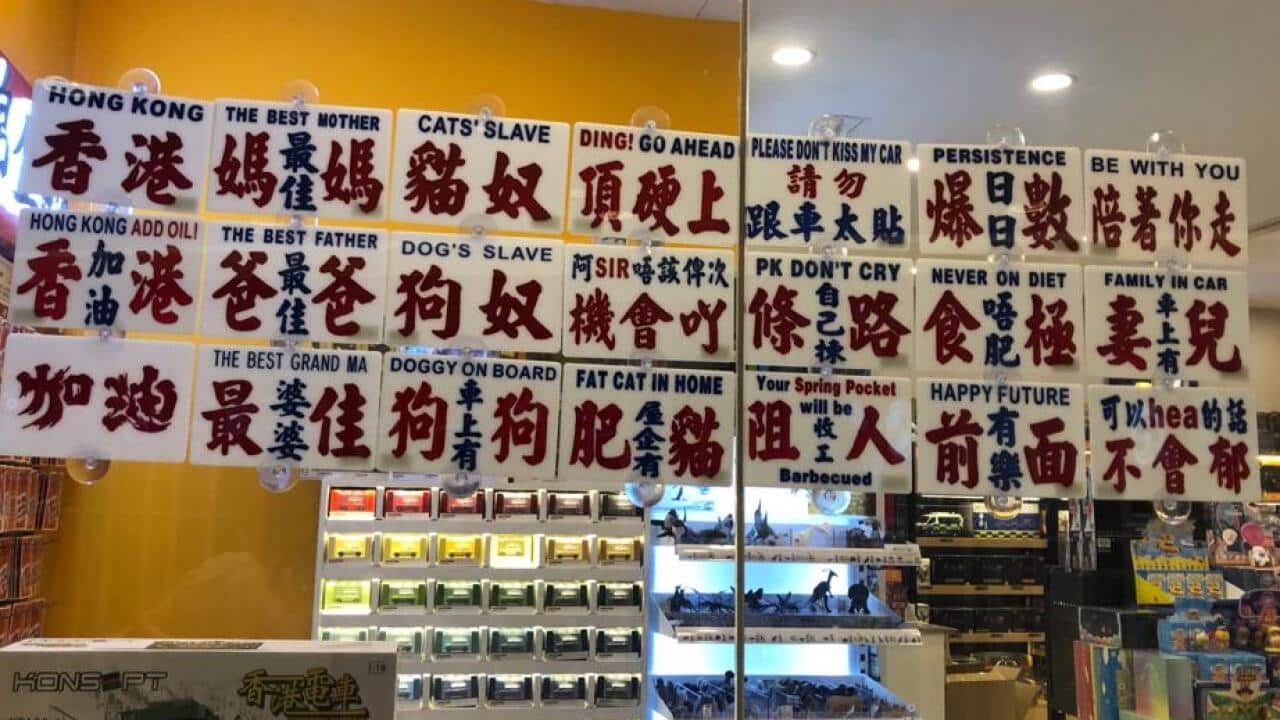 HONG KONG
香港
THE BEST MOTHER
媽最佳媽
CATS' SLAVE
貓奴
DING! GO AHEAD
頂硬上
PLEASE DON'T KISS MY CAR
請勿
跟車太貼
PERSISTENCE
爆日日數
BE WITH YOU
陪著你走
HONG KONG ADD OIL!
香加油港
THE BEST FATHER
爸最佳爸
DOG'S SLAVE
狗奴
阿SIR唔該俾次
機會吖
PK DON'T CRY
條自己揀路
NEVER ON DIET
食唔肥極
FAMILY IN CAR
妻車上有兒
加油
THE BEST GRAND MA
最婆婆佳
DOGGY ON BOARD
狗車上有狗
FAT CAT IN HOME
肥屋企有貓
Your Spring Pocket
will be
阻收工人
Barbecued
HAPPY FUTURE
前有樂面
可以hea的話
不會郁
KONSEPT
香港電車
1:18